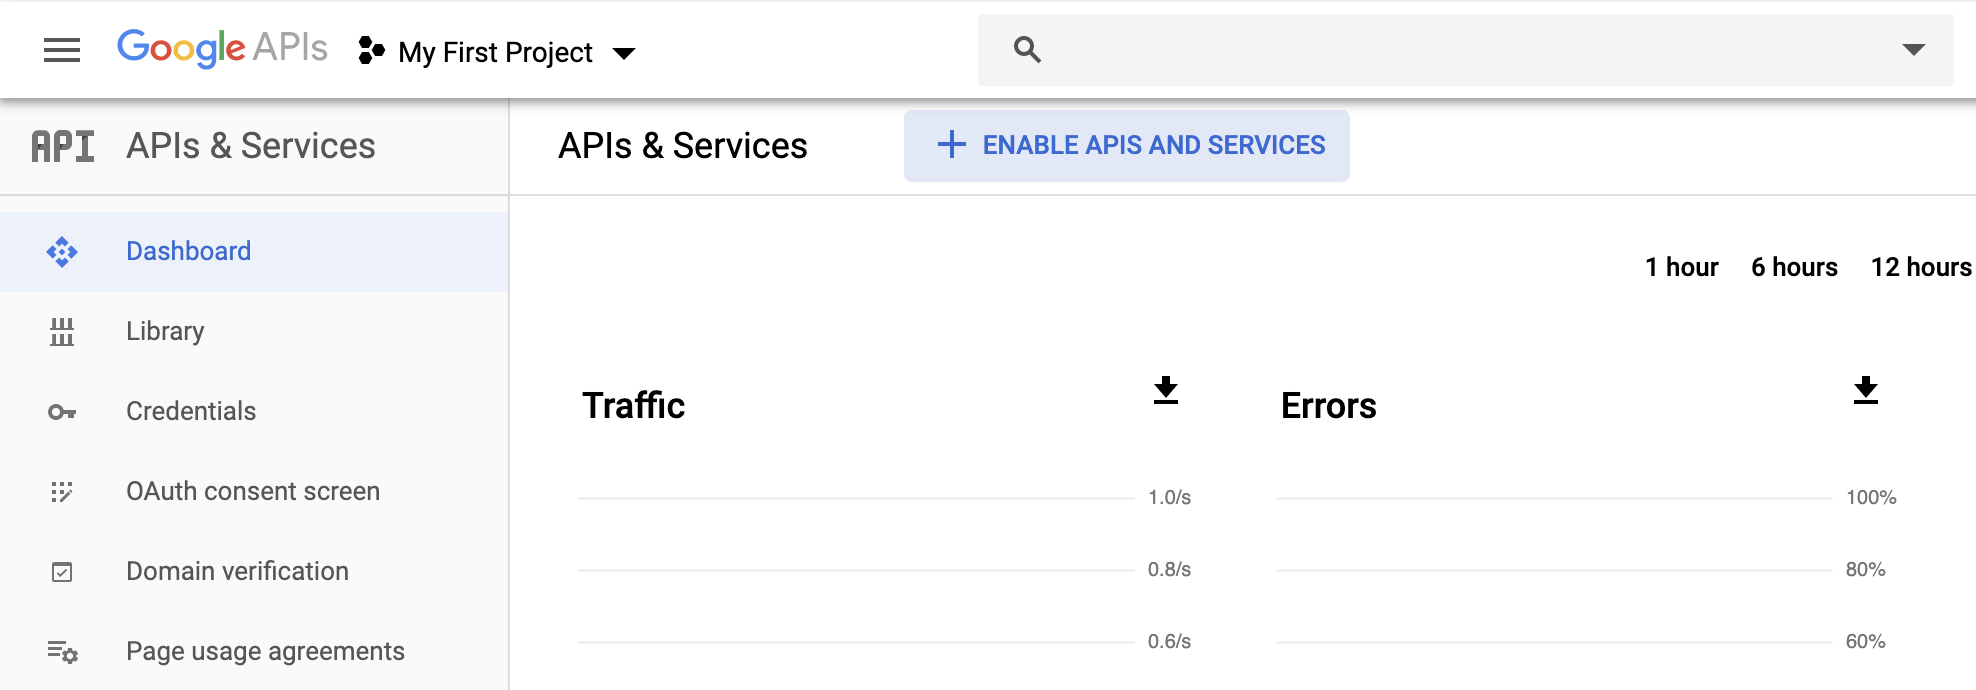 Google APIs My First Project
API APIs & Services
APIs & Services
+ ENABLE APIS AND SERVICES
Dashboard
Library
Credentials
OAuth consent screen
Domain verification
Page usage agreements
1 hour 6 hours 12 hours
Traffic
1.0/s
0.8/s
0.6/s
Errors
100%
80%
60%